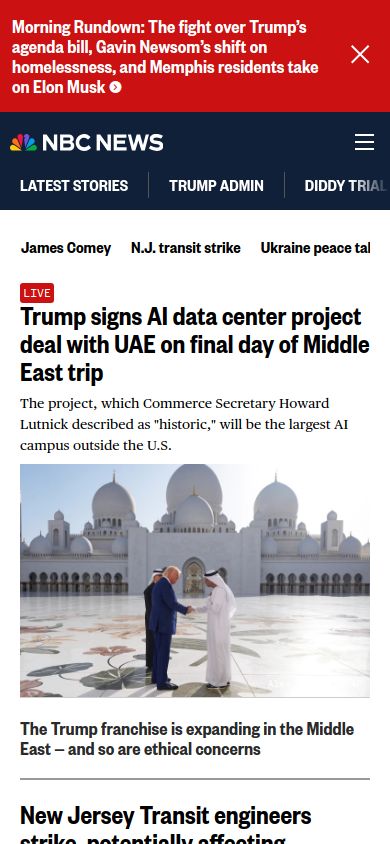 Morning Rundown: The fight over Trump's
agenda bill, Gavin Newsom's shift on
homelessness, and Memphis residents take
on Elon Musk
NBC NEWS
LATEST STORIES
TRUMP ADMIN
DIDDY TRIAL
James Comey
N.J. transit strike
Ukraine peace tal
LIVE
Trump signs AI data center project
deal with UAE on final day of Middle
East trip
The project, which Commerce Secretary Howard
Lutnick described as "historic," will be the largest AI
campus outside the U.S.
The Trump franchise is expanding in the Middle
East – and so are ethical concerns
New Jersey Transit engineers
strike, potentially affecting